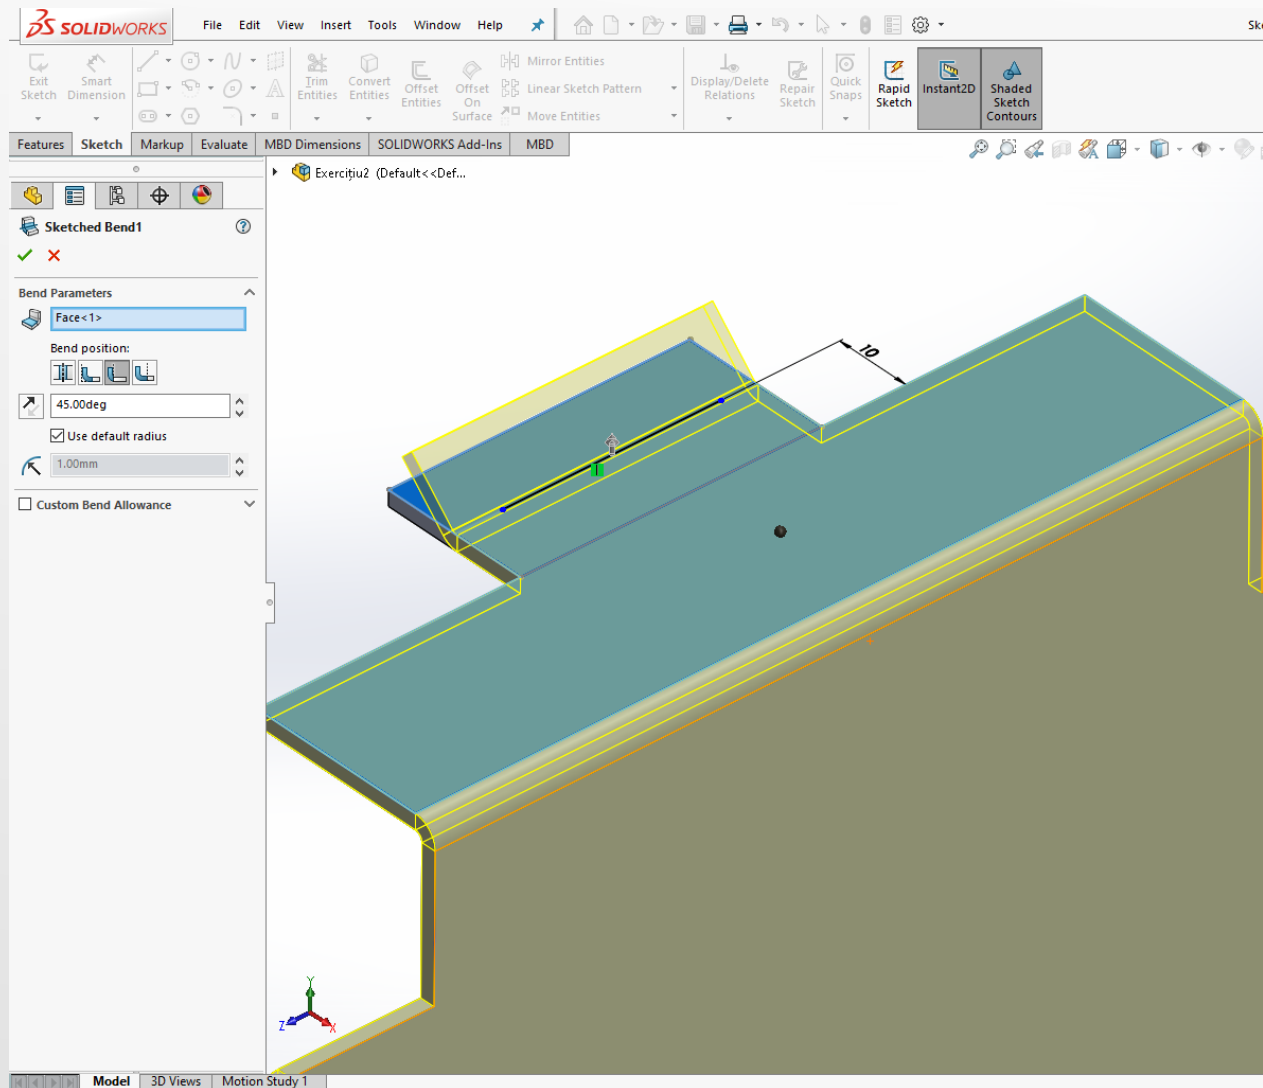 SOLIDWORKS File Edit View Insert Tools Window Help Ske
Exit Sketch
Smart Dimension
Trim Entities
Convert Entities
Offset Entities
Offset On Surface
Mirror Entities
Linear Sketch Pattern
Move Entities
Display/Delete Relations
Repair Sketch
Quick Snaps
Rapid Sketch
Instant2D
Shaded Sketch Contours
Features Sketch Markup Evaluate MBD Dimensions SOLIDWORKS Add-Ins MBD
Exercițiu2 (Default<<Def...
Sketched Bend1
Bend Parameters
Face<1>
Bend position:
45.00deg
Use default radius
1.00mm
Custom Bend Allowance
10
Y
Z
X
Model 3D Views Motion Study 1